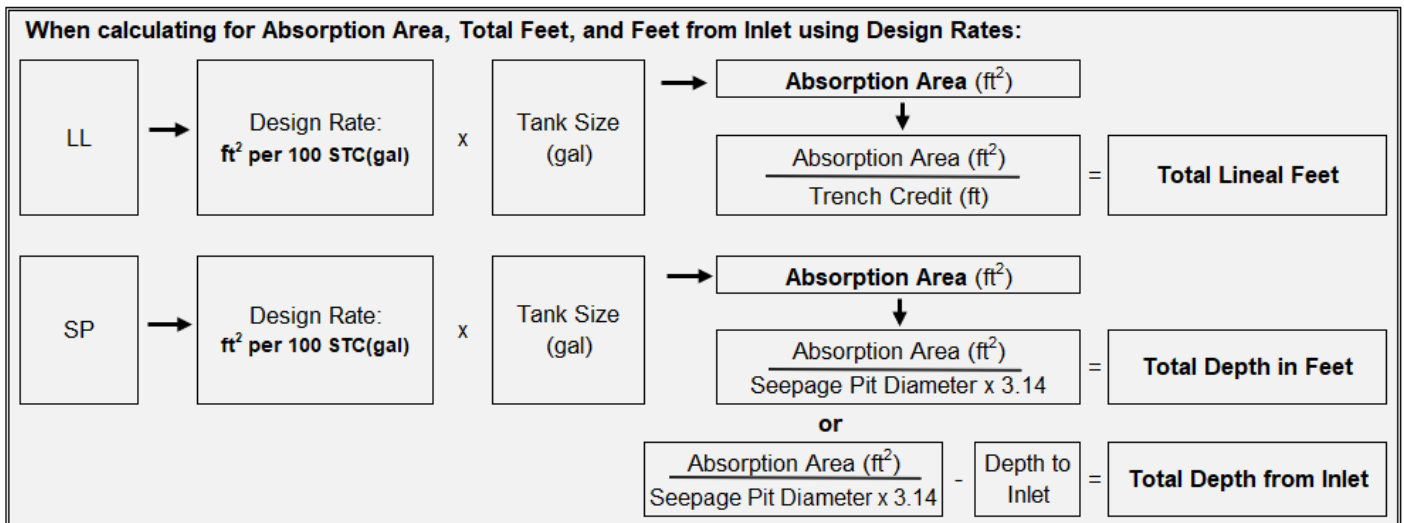 When calculating for Absorption Area, Total Feet, and Feet from Inlet using Design Rates:
LL
Design Rate:
ft² per 100 STC(gal)
x
Tank Size
(gal)
Absorption Area (ft²)
Absorption Area (ft²)
Trench Credit (ft)
=
Total Lineal Feet
SP
Design Rate:
ft² per 100 STC(gal)
x
Tank Size
(gal)
Absorption Area (ft²)
Absorption Area (ft²)
Seepage Pit Diameter x 3.14
=
Total Depth in Feet
or
Absorption Area (ft²)
Seepage Pit Diameter x 3.14
-
Depth to
Inlet
=
Total Depth from Inlet